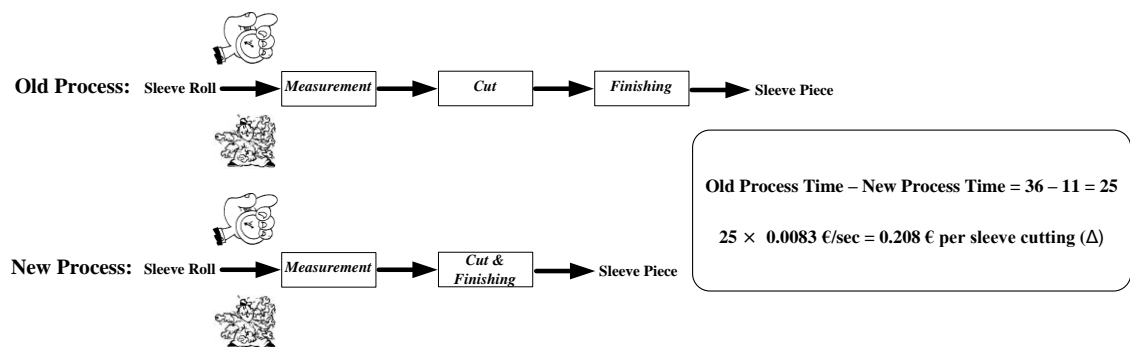 Old Process: Sleeve Roll Measurement Cut Finishing Sleeve Piece
Old Process Time – New Process Time = 36 – 11 = 25
25 × 0.0083 €/sec = 0.208 € per sleeve cutting (Δ)
New Process: Sleeve Roll Measurement Cut &
Finishing Sleeve Piece